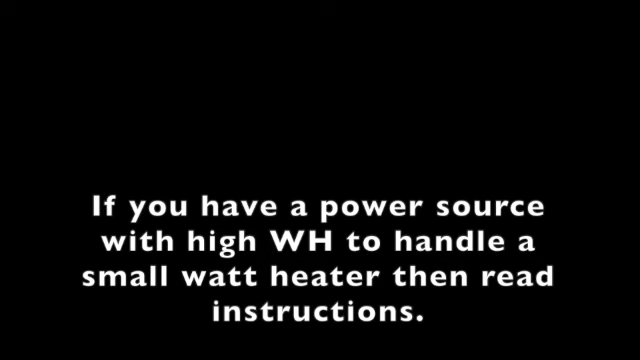 If you have a power source
with high WH to handle a
small watt heater then read
instructions.